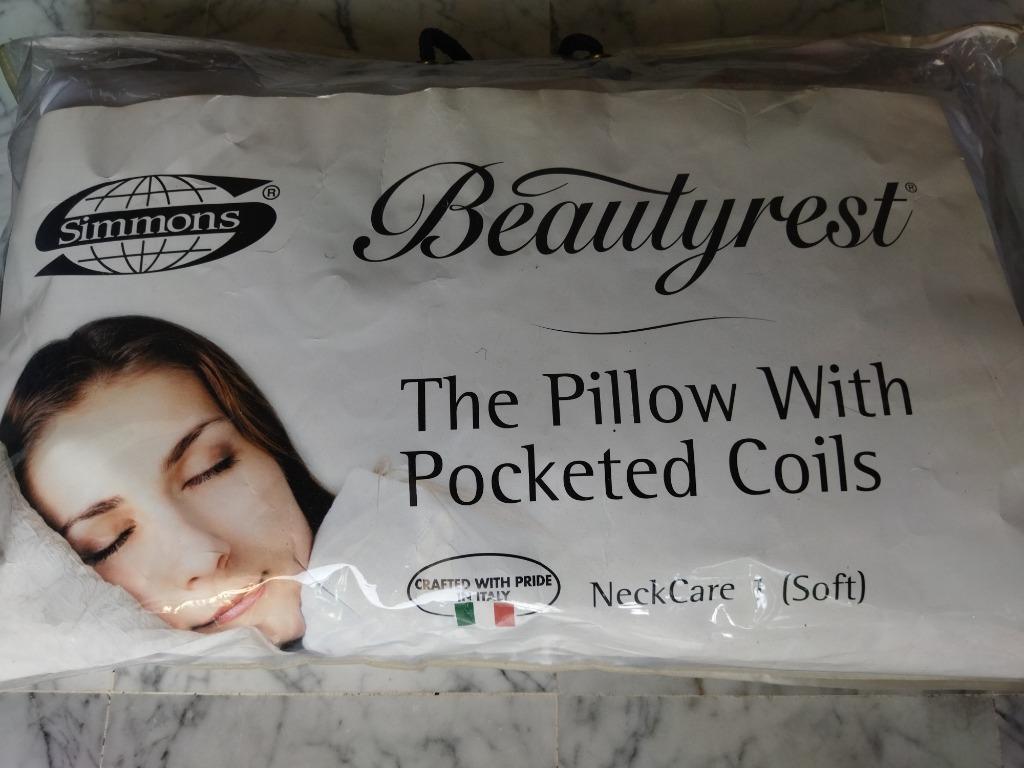 Simmons®
Beautyrest®
The Pillow With
Pocketed Coils
CRAFTED WITH PRIDE
IN ITALY
NeckCare (Soft)